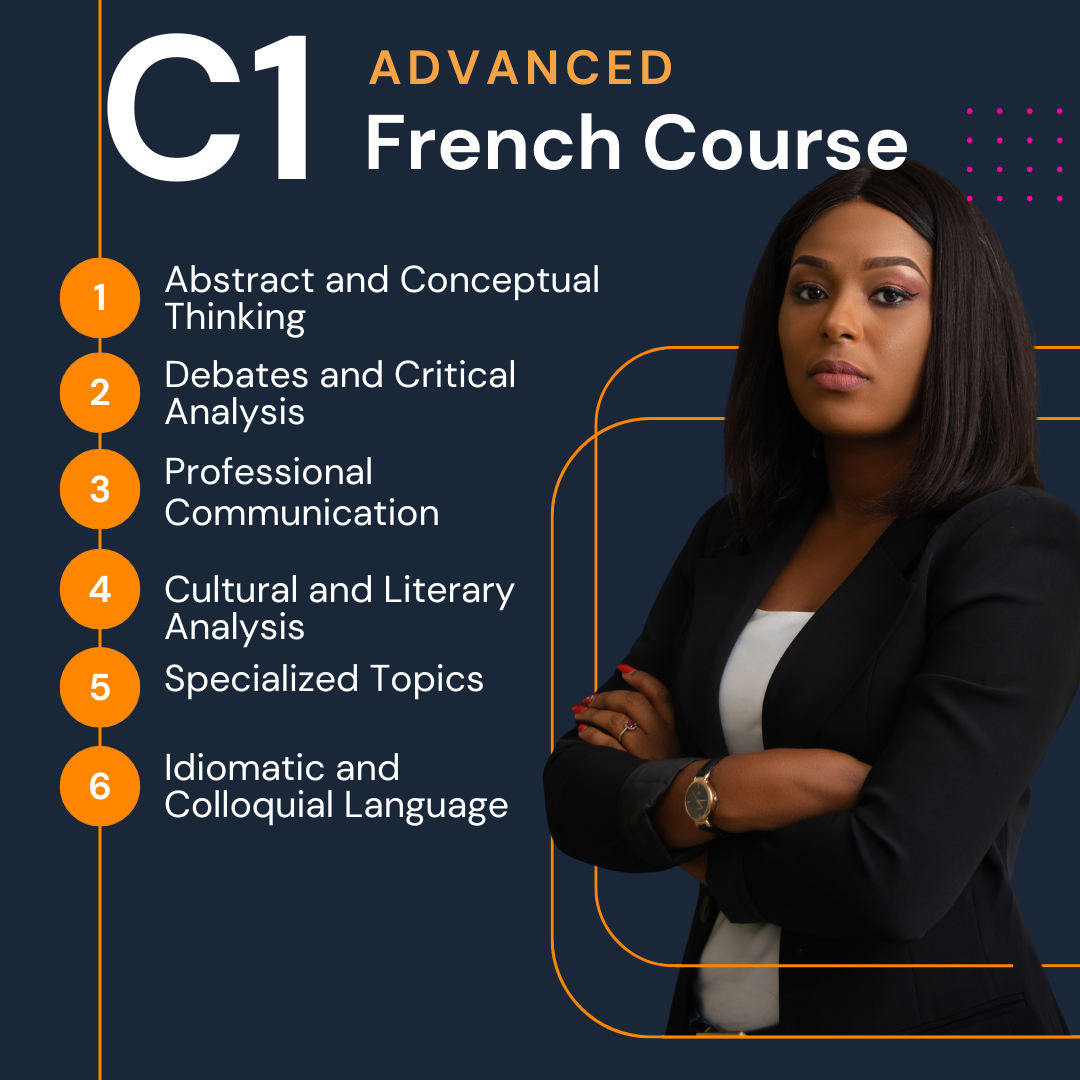 C1
ADVANCED
French Course
1
Abstract and Conceptual
Thinking
2
Debates and Critical
Analysis
3
Professional
Communication
4
Cultural and Literary
Analysis
5
Specialized Topics
6
Idiomatic and
Colloquial Language